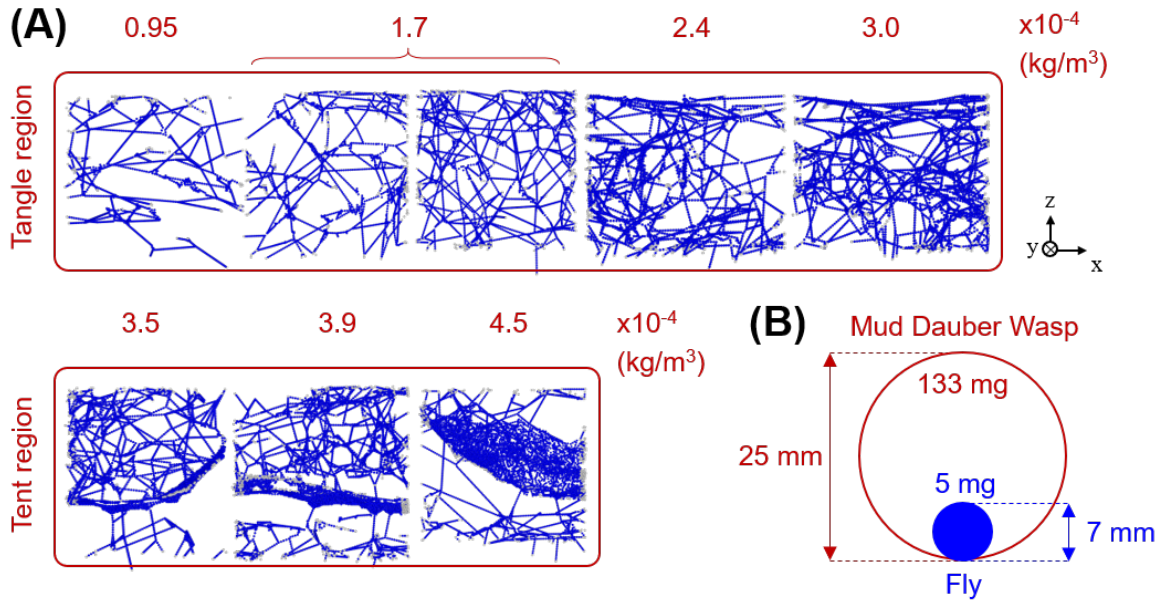 (A)
0.95
1.7
2.4
3.0
x10⁻⁴
(kg/m³)
Tangle region
z
y
x
3.5
3.9
4.5
x10⁻⁴
(kg/m³)
Tent region
(B)
Mud Dauber Wasp
133 mg
25 mm
5 mg
7 mm
Fly